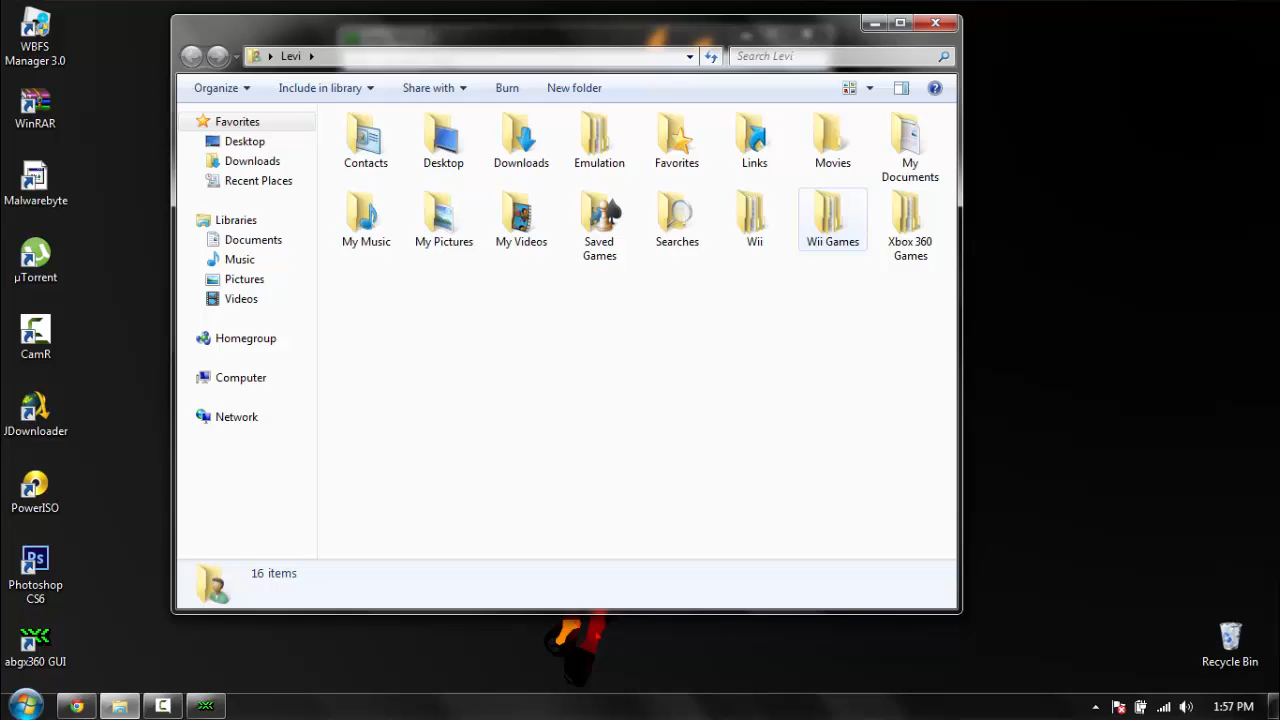 WBFS
Manager 3.0
WinRAR
Malwarebyte
µTorrent
CamR
JDownloader
PowerISO
Ps
Photoshop
CS6
abgx360 GUI
Levi
Search Levi
Organize
Include in library
Share with
Burn
New folder
Favorites
Desktop
Downloads
Recent Places
Libraries
Documents
Music
Pictures
Videos
Homegroup
Computer
Network
Contacts
Desktop
Downloads
Emulation
Favorites
Links
Movies
My
Documents
My Music
My Pictures
My Videos
Saved
Games
Searches
Wii
Wii Games
Xbox 360
Games
16 items
Recycle Bin
1:57 PM